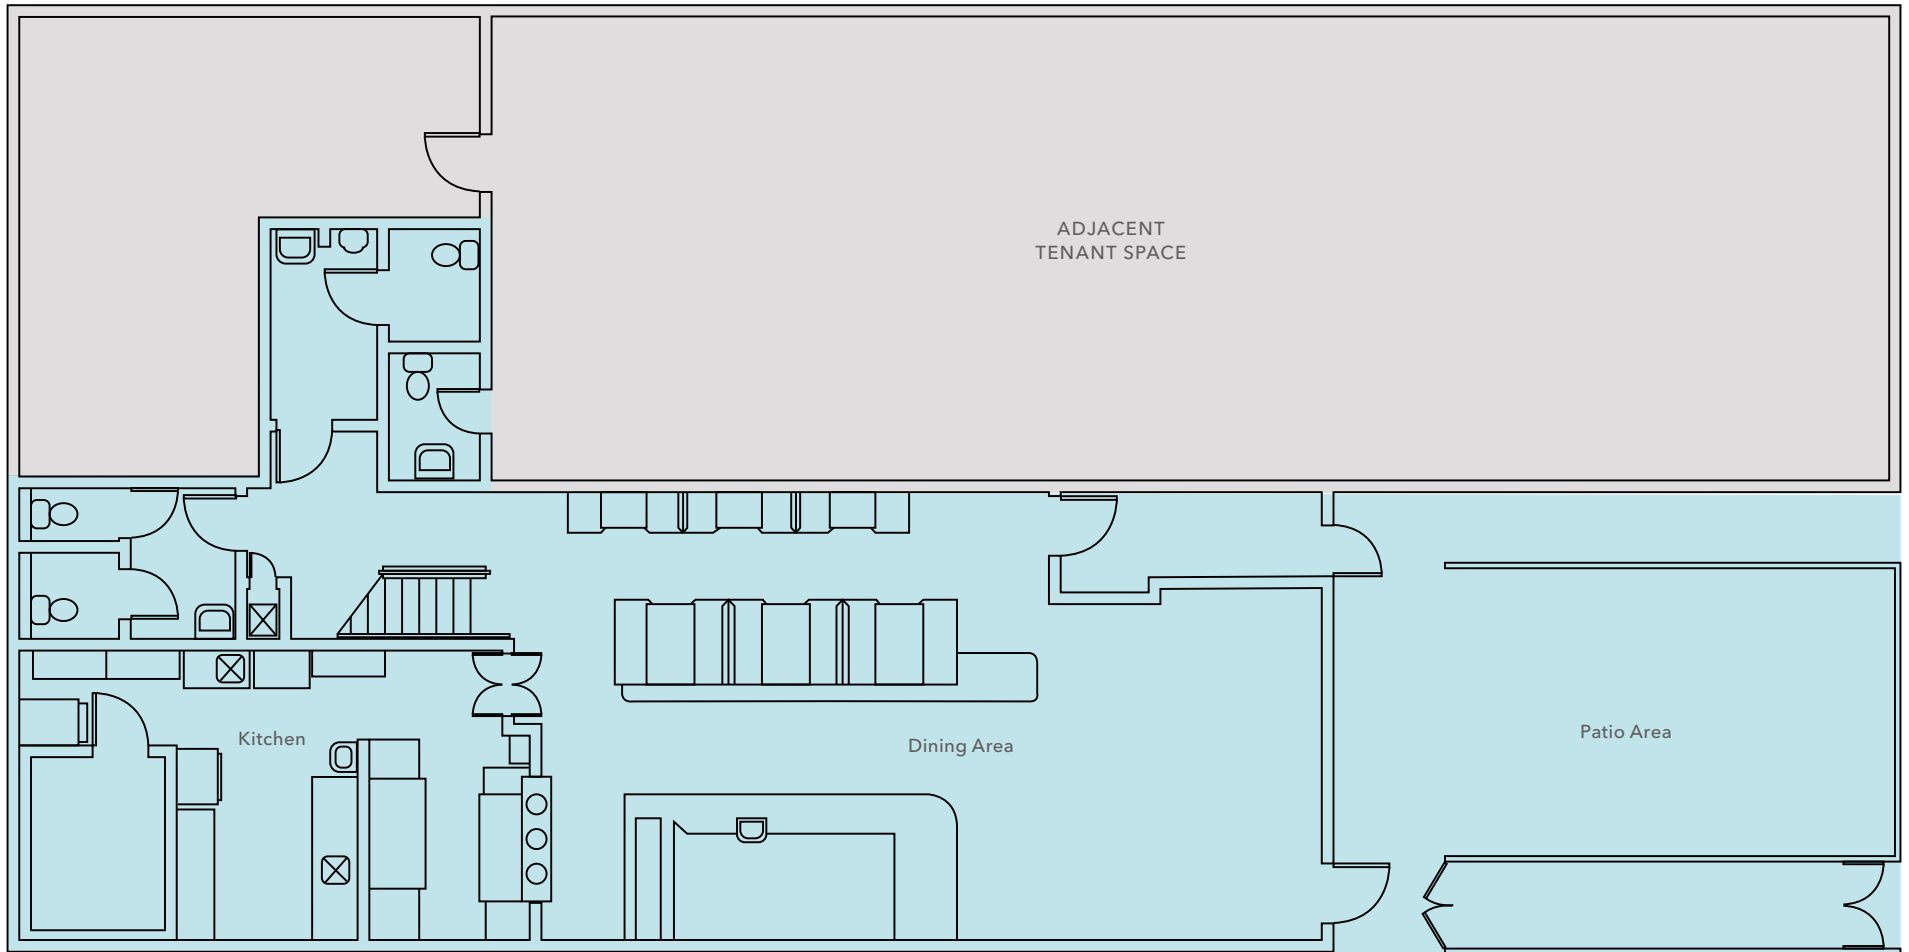 ADJACENT
TENANT SPACE
Kitchen
Dining Area
Patio Area